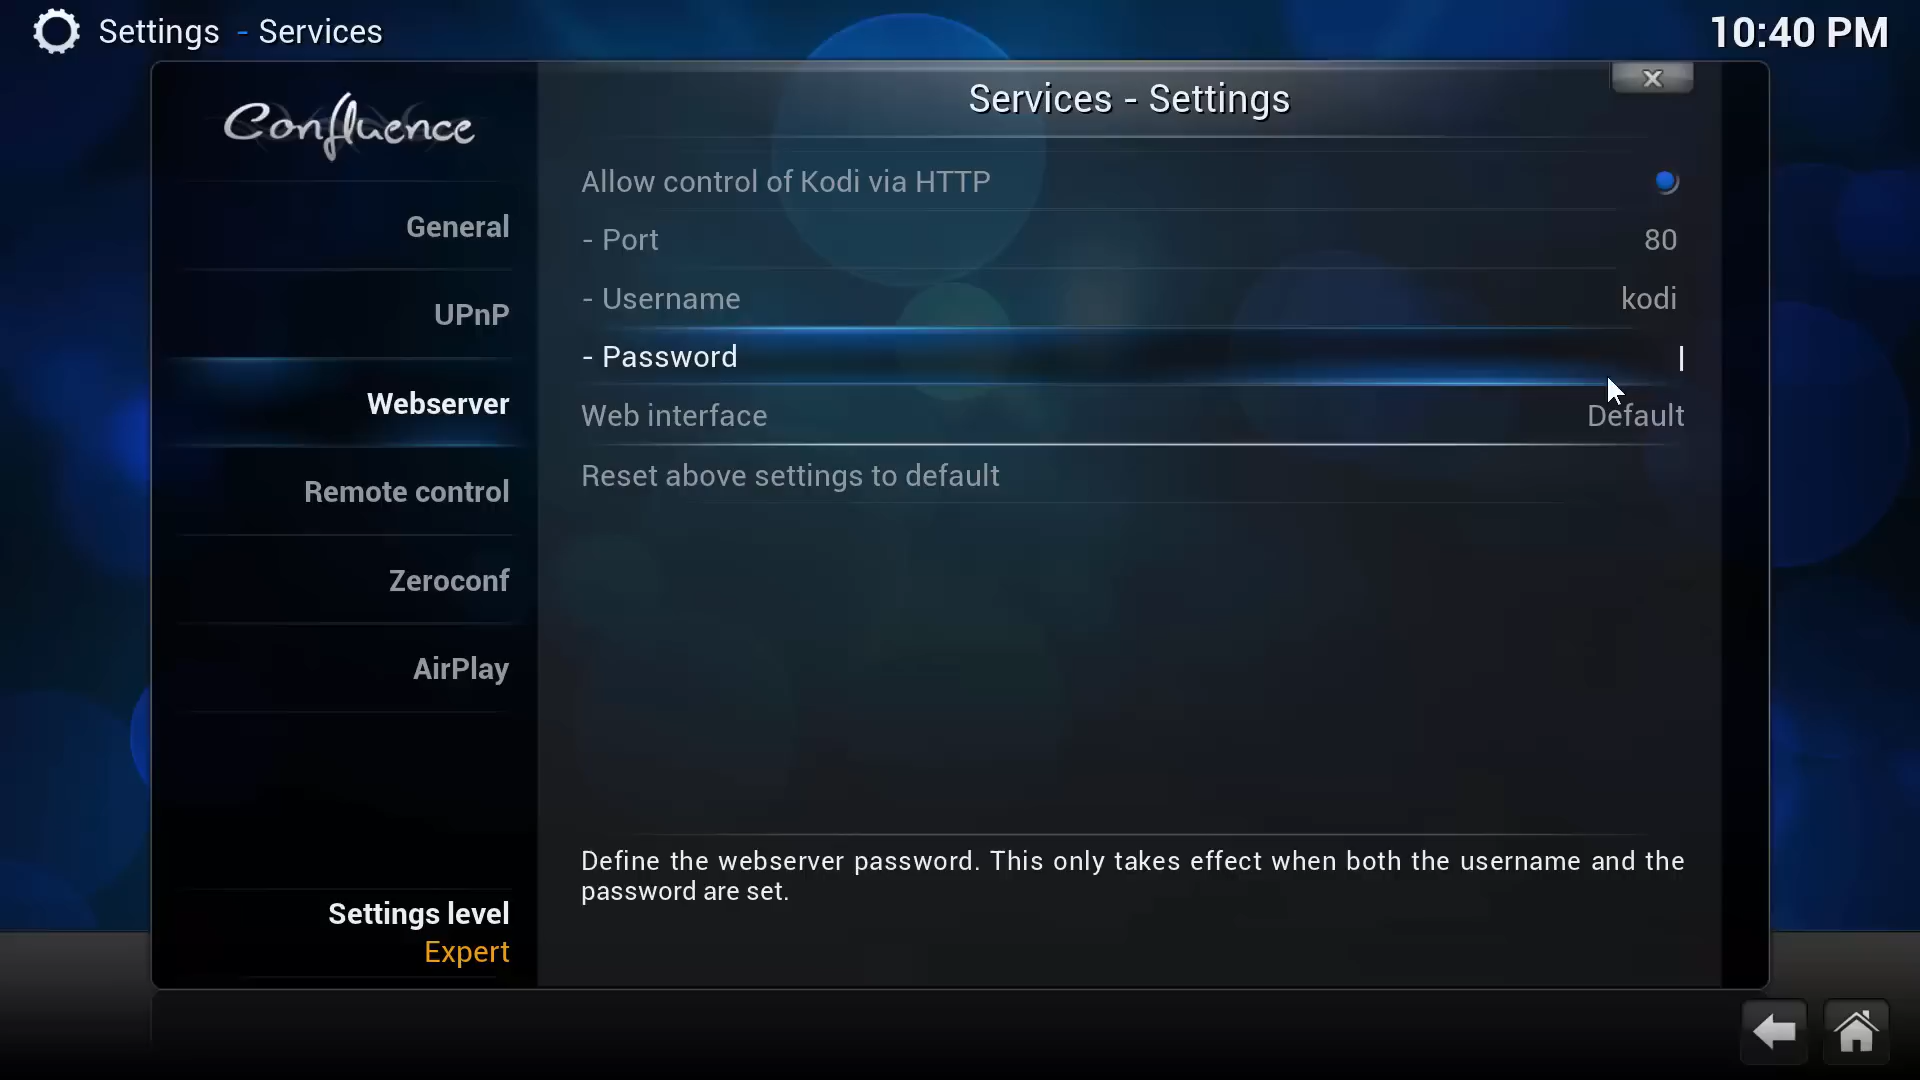 Settings - Services
10:40 PM
Confluence
Services - Settings
x
General
UPnP
Webserver
Remote control
Zeroconf
AirPlay
Settings level
Expert
Allow control of Kodi via HTTP
- Port 80
- Username kodi
- Password
Web interface Default
Reset above settings to default
Define the webserver password. This only takes effect when both the username and the
password are set.